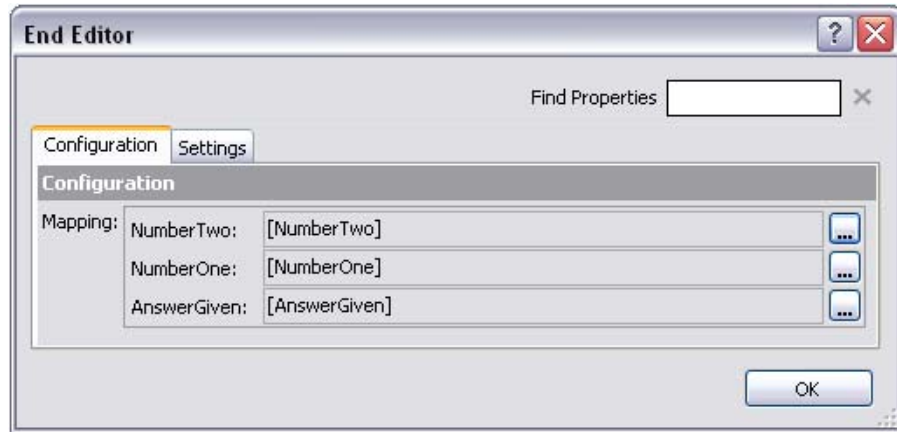 End Editor
?
Find Properties
Configuration Settings
Configuration
Mapping: NumberTwo: [NumberTwo] ...
NumberOne: [NumberOne] ...
AnswerGiven: [AnswerGiven] ...
OK